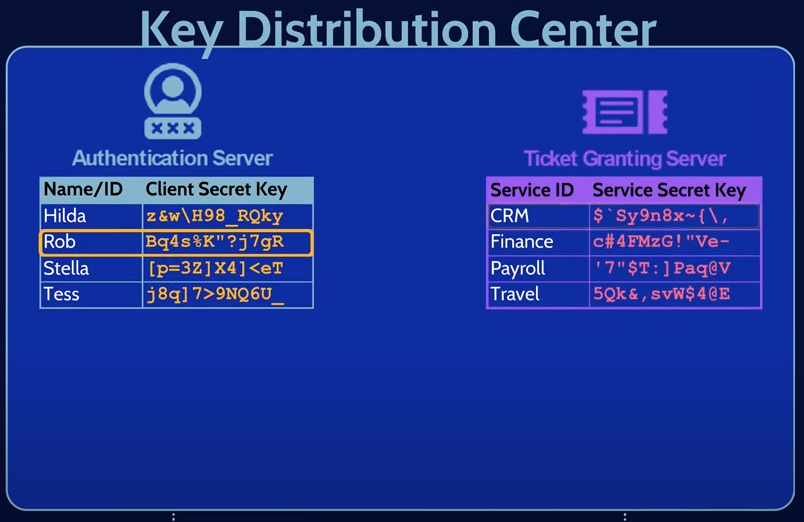 Key Distribution Center
XXX
Authentication Server
Name/ID Client Secret Key
Hilda z&w\H98_RQky
Rob Bq4s%K"?j7gR
Stella [p=3Z]X4]<eT
Tess j8q]7>9NQ6U_
Ticket Granting Server
Service ID Service Secret Key
CRM $`Sy9n8x~{\,
Finance c#4FMzG!"Ve-
Payroll '7"$T:]Paq@V
Travel 5Qk&,svW$4@E